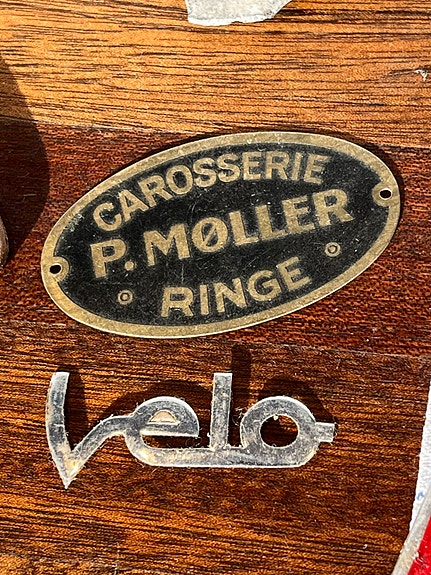 CAROSSERIE
P. MØLLER
RINGE
velo